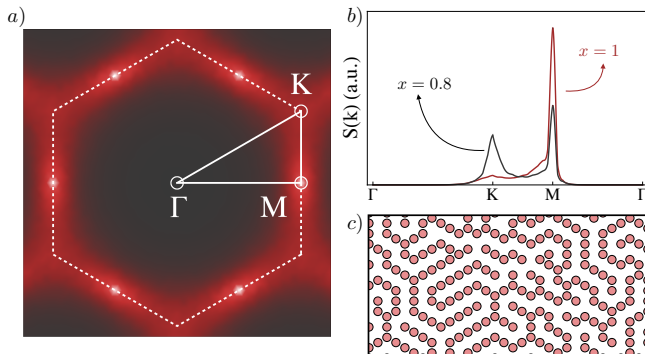 a)
K
Γ
M
b)
S(k) (a.u.)
x = 0.8
x = 1
Γ
K
M
Γ
c)